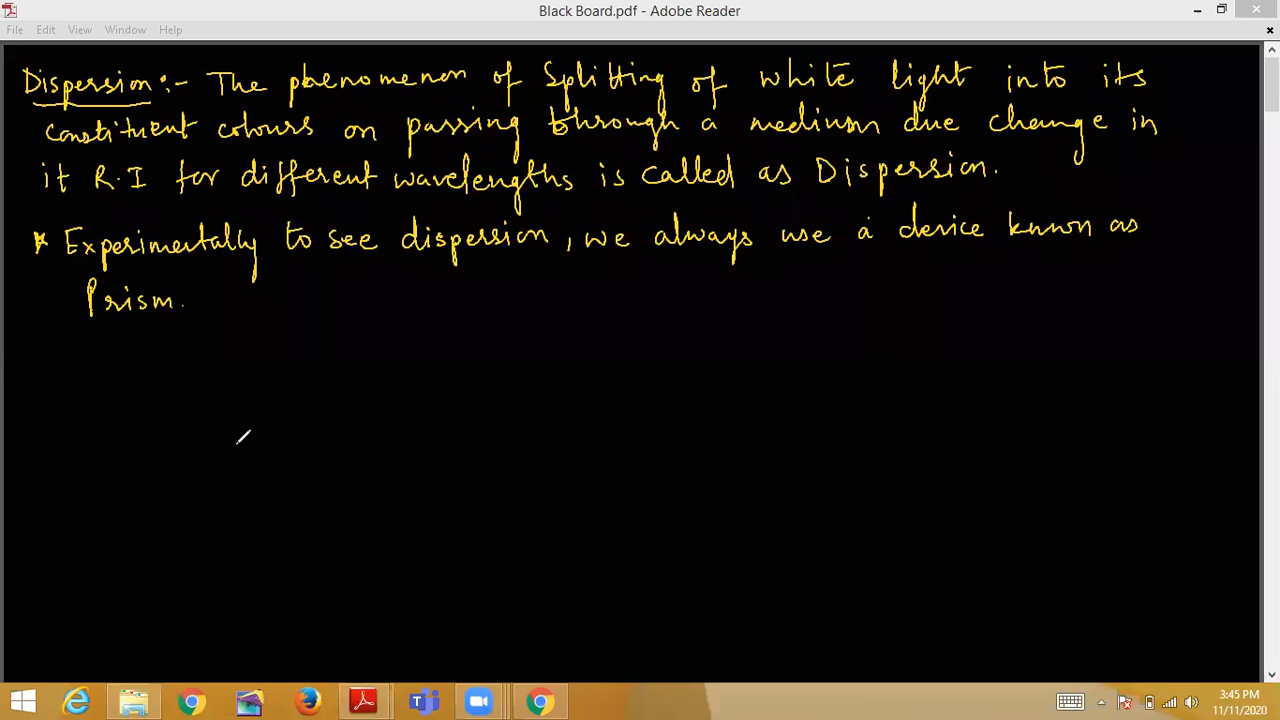 Black Board.pdf - Adobe Reader
File Edit View Window Help
Dispersion :- The phenomenon of Splitting of white light into its
constituent colours on passing through a medium due change in
it R.I for different wavelengths is called as Dispersion.
* Experimentally to see dispersion, we always use a device known as
Prism.
3:45 PM
11/11/2020